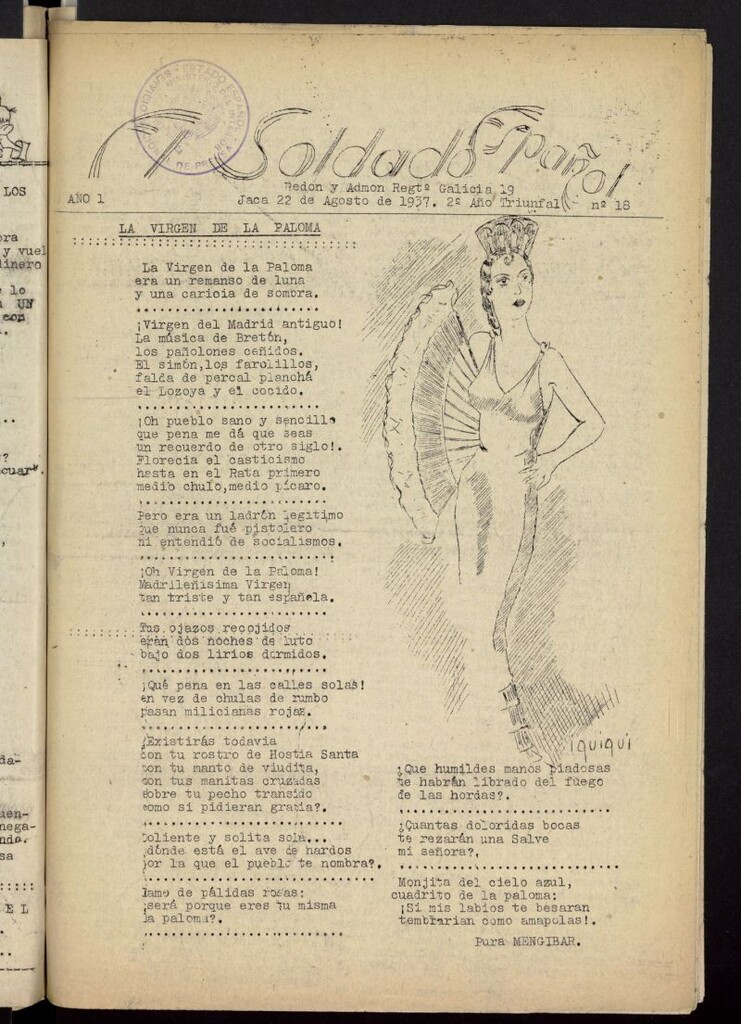 El Soldado Español
Redon y Admon Regtº Galicia 19
AÑO 1
Jaca 22 de Agosto de 1937. 2º Año Triunfal
nº 18
LA VIRGEN DE LA PALOMA
La Virgen de la Paloma
era un remanso de luna
y una caricia de sombra.
¡Virgen del Madrid antiguo!
La música de Bretón,
los pañolones ceñidos.
El simón,los farolillos,
falda de percal planchá
el Lozoya y el cocido.
¡Oh pueblo sano y sencillo
que pena me dá que seas
un recuerdo de otro siglo!.
Florecia el casticismo
hasta en el Rata primero
medio chulo,medio pícaro.
Pero era un ladrón legitimo
que nunca fué pistolero
ni entendió de socialismos.
¡Oh Virgen de la Paloma!
Madrileñisima Virgen
tan triste y tan española.
Tus ojazos recojidos
eran dos noches de luto
bajo dos lirios dormidos.
¡Qué pena en las calles solas!
en vez de chulas de rumbo
pasan milicianas rojas.
¿Existirás todavia
con tu rostro de Hostia Santa
con tu manto de viudita,
con tus manitas cruzadas
sobre tu pecho transido
como si pidieran gracia?.
Doliente y solita sola...
¿dónde está el ave de nardos
por la que el pueblo te nombra?.
Ramo de pálidas rosas:
¿será porque eres tu misma
la paloma?.
iquiqui
¿Que humildes manos piadosas
te habrán librado del fuego
de las hordas?.
¿Cuantas doloridas bocas
te rezarán una Salve
mi señora?.
Monjita del cielo azul,
cuadrito de la paloma:
¡Si mis labios te besaran
temblarian como amapolas!.
Pura MENGIBAR.